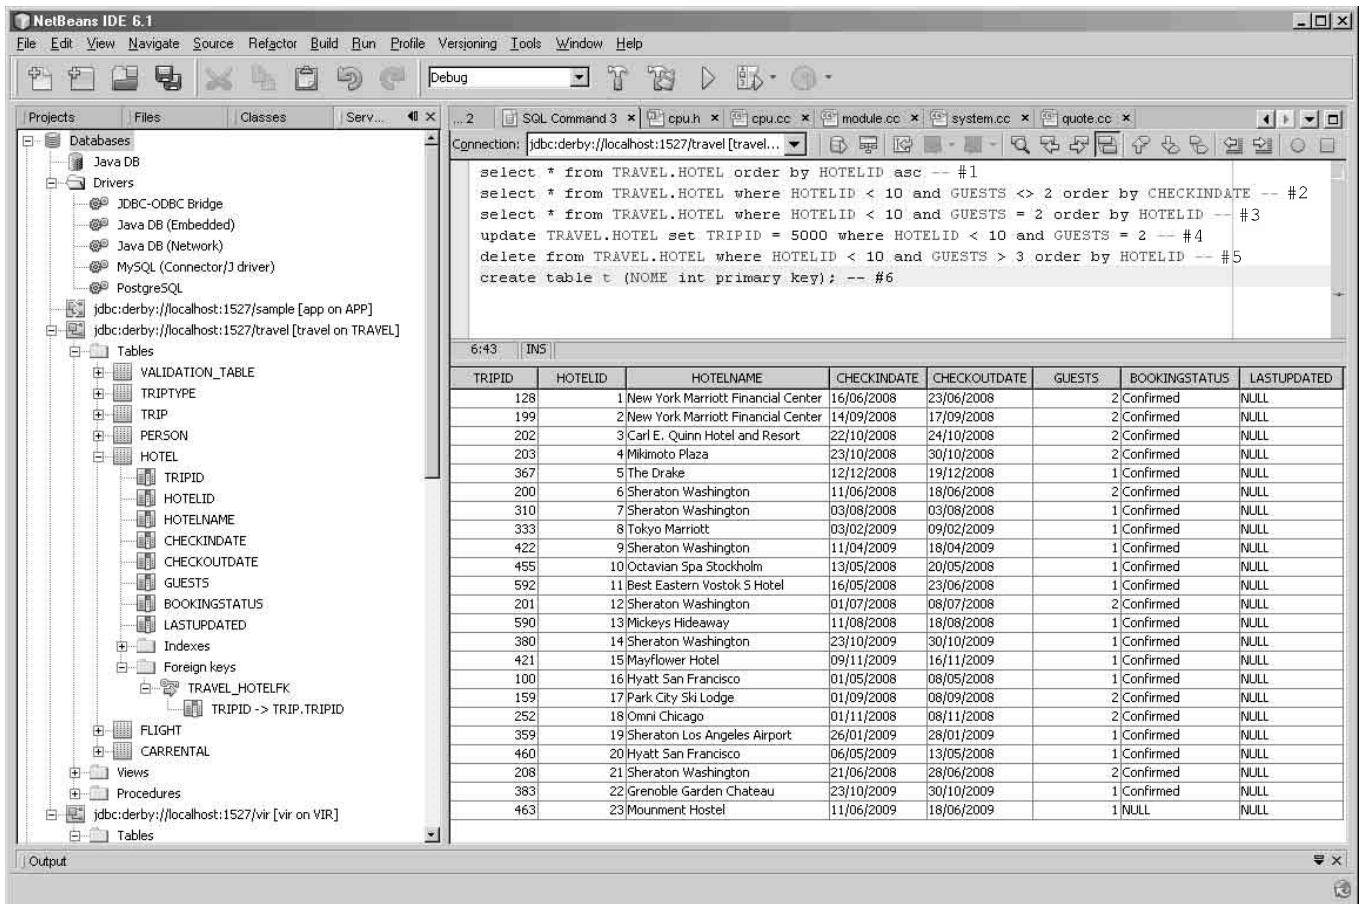 NetBeans IDE 6.1
File Edit View Navigate Source Refactor Build Run Profile Versioning Tools Window Help
Debug
Projects Files Classes Serv...
Databases
Java DB
Drivers
JDBC-ODBC Bridge
Java DB (Embedded)
Java DB (Network)
MySQL (Connector/J driver)
PostgreSQL
jdbc:derby://localhost:1527/sample [app on APP]
jdbc:derby://localhost:1527/travel [travel on TRAVEL]
Tables
VALIDATION_TABLE
TRIPTYPE
TRIP
PERSON
HOTEL
TRIPID
HOTELID
HOTELNAME
CHECKINDATE
CHECKOUTDATE
GUESTS
BOOKINGSTATUS
LASTUPDATED
Indexes
Foreign keys
TRAVEL_HOTELFK
TRIPID -> TRIP.TRIPID
FLIGHT
CARRENTAL
Views
Procedures
jdbc:derby://localhost:1527/vir [vir on VIR]
Tables
...2 SQL Command 3 cpu.h cpu.cc module.cc system.cc quote.cc
Connection: jdbc:derby://localhost:1527/travel [travel...
select * from TRAVEL.HOTEL order by HOTELID asc -- #1
select * from TRAVEL.HOTEL where HOTELID < 10 and GUESTS <> 2 order by CHECKINDATE -- #2
select * from TRAVEL.HOTEL where HOTELID < 10 and GUESTS = 2 order by HOTELID -- #3
update TRAVEL.HOTEL set TRIPID = 5000 where HOTELID < 10 and GUESTS = 2 -- #4
delete from TRAVEL.HOTEL where HOTELID < 10 and GUESTS > 3 order by HOTELID -- #5
create table t (NOME int primary key); -- #6
6:43 INS
TRIPID HOTELID HOTELNAME CHECKINDATE CHECKOUTDATE GUESTS BOOKINGSTATUS LASTUPDATED
128 1 New York Marriott Financial Center 16/06/2008 23/06/2008 2 Confirmed NULL
199 2 New York Marriott Financial Center 14/09/2008 17/09/2008 2 Confirmed NULL
202 3 Carl E. Quinn Hotel and Resort 22/10/2008 24/10/2008 2 Confirmed NULL
203 4 Mikimoto Plaza 23/10/2008 30/10/2008 2 Confirmed NULL
367 5 The Drake 12/12/2008 19/12/2008 1 Confirmed NULL
200 6 Sheraton Washington 11/06/2008 18/06/2008 2 Confirmed NULL
310 7 Sheraton Washington 03/08/2008 03/08/2008 1 Confirmed NULL
333 8 Tokyo Marriott 03/02/2009 09/02/2009 1 Confirmed NULL
422 9 Sheraton Washington 11/04/2009 18/04/2009 1 Confirmed NULL
455 10 Octavian Spa Stockholm 13/05/2008 20/05/2008 1 Confirmed NULL
592 11 Best Eastern Vostok S Hotel 16/05/2008 23/06/2008 1 Confirmed NULL
201 12 Sheraton Washington 01/07/2008 08/07/2008 2 Confirmed NULL
590 13 Mickeys Hideaway 11/08/2008 18/08/2008 1 Confirmed NULL
380 14 Sheraton Washington 23/10/2009 30/10/2009 1 Confirmed NULL
421 15 Mayflower Hotel 09/11/2009 16/11/2009 1 Confirmed NULL
100 16 Hyatt San Francisco 01/05/2008 08/05/2008 1 Confirmed NULL
159 17 Park City Ski Lodge 01/09/2008 08/09/2008 2 Confirmed NULL
252 18 Omni Chicago 01/11/2008 08/11/2008 2 Confirmed NULL
359 19 Sheraton Los Angeles Airport 26/01/2009 28/01/2009 1 Confirmed NULL
460 20 Hyatt San Francisco 06/05/2009 13/05/2008 1 Confirmed NULL
208 21 Sheraton Washington 21/06/2008 28/06/2008 2 Confirmed NULL
383 22 Grenoble Garden Chateau 23/10/2009 30/10/2009 1 Confirmed NULL
463 23 Mounment Hostel 11/06/2009 18/06/2009 1 NULL NULL
Output